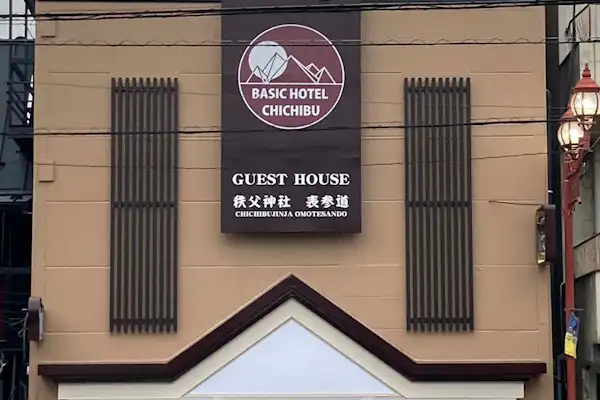 BASIC HOTEL
CHICHIBU
GUEST HOUSE
秩父神社 表参道
CHICHIBUJINJA OMOTESANDO